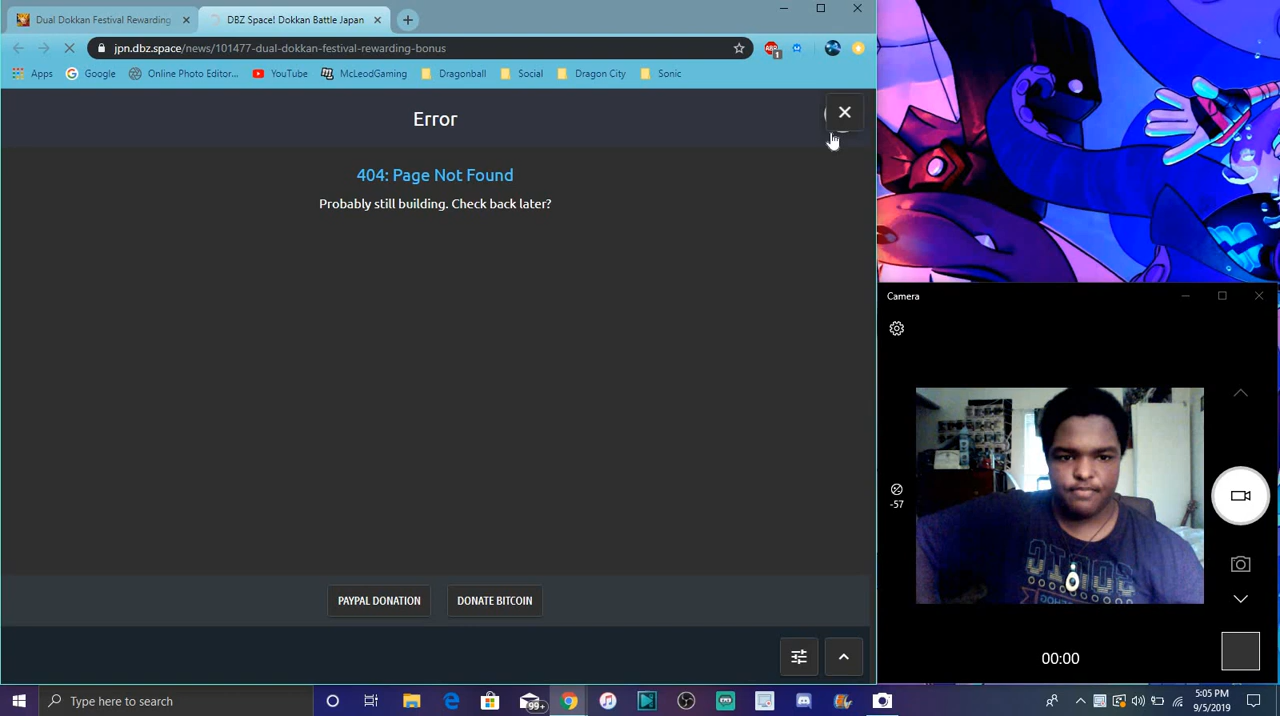 Dual Dokkan Festival Rewarding
DBZ Space! Dokkan Battle Japan
jpn.dbz.space/news/101477-dual-dokkan-festival-rewarding-bonus
ABP
1
Apps
Google
Online Photo Editor...
YouTube
McLeodGaming
Dragonball
Social
Dragon City
Sonic
Error
404: Page Not Found
Probably still building. Check back later?
PAYPAL DONATION
DONATE BITCOIN
Camera
-57
00:00
Type here to search
99+
5:05 PM
9/5/2019